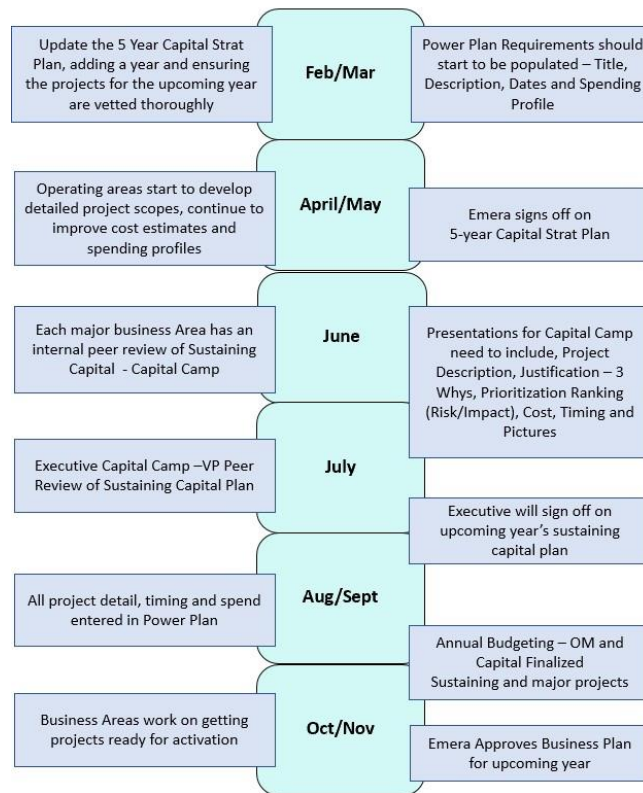 Update the 5 Year Capital Strat
Plan, adding a year and ensuring
the projects for the upcoming year
are vetted thoroughly
Feb/Mar
Power Plan Requirements should
start to be populated – Title,
Description, Dates and Spending
Profile
Operating areas start to develop
detailed project scopes, continue to
improve cost estimates and
spending profiles
April/May
Emera signs off on
5-year Capital Strat Plan
Each major business Area has an
internal peer review of Sustaining
Capital - Capital Camp
June
Presentations for Capital Camp
need to include, Project
Description, Justification – 3
Whys, Prioritization Ranking
(Risk/Impact), Cost, Timing and
Pictures
Executive Capital Camp –VP Peer
Review of Sustaining Capital Plan
July
Executive will sign off on
upcoming year's sustaining
capital plan
All project detail, timing and spend
entered in Power Plan
Aug/Sept
Annual Budgeting – OM and
Capital Finalized
Sustaining and major projects
Business Areas work on getting
projects ready for activation
Oct/Nov
Emera Approves Business Plan
for upcoming year